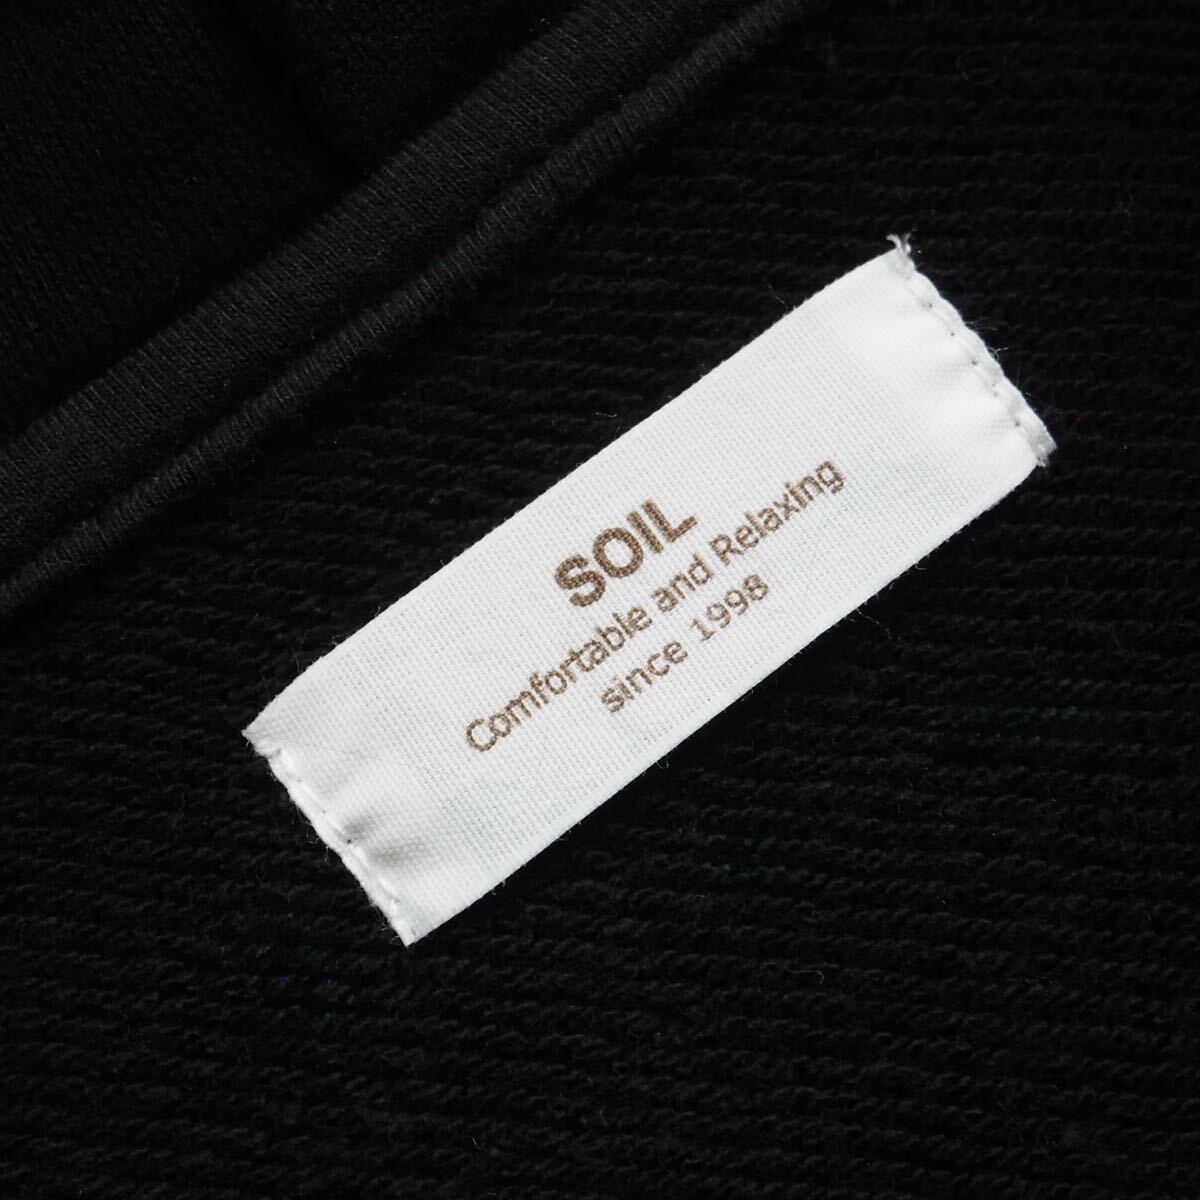 SOIL
Comfortable and Relaxing
since 1998